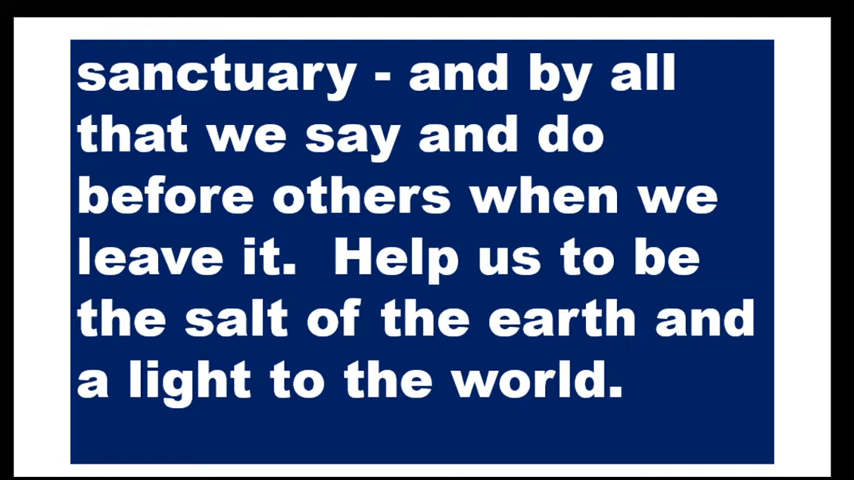 sanctuary - and by all
that we say and do
before others when we
leave it.  Help us to be
the salt of the earth and
a light to the world.